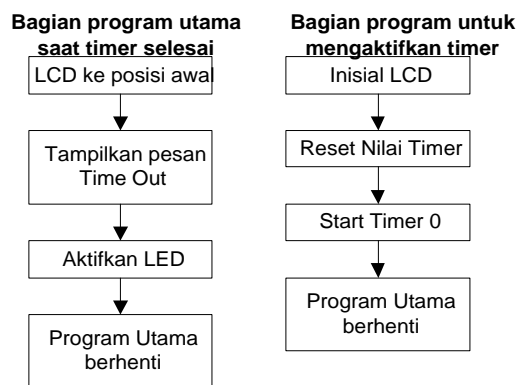 Bagian program utama
saat timer selesai
LCD ke posisi awal
Tampilkan pesan
Time Out
Aktifkan LED
Program Utama
berhenti
Bagian program untuk
mengaktifkan timer
Inisial LCD
Reset Nilai Timer
Start Timer 0
Program Utama
berhenti